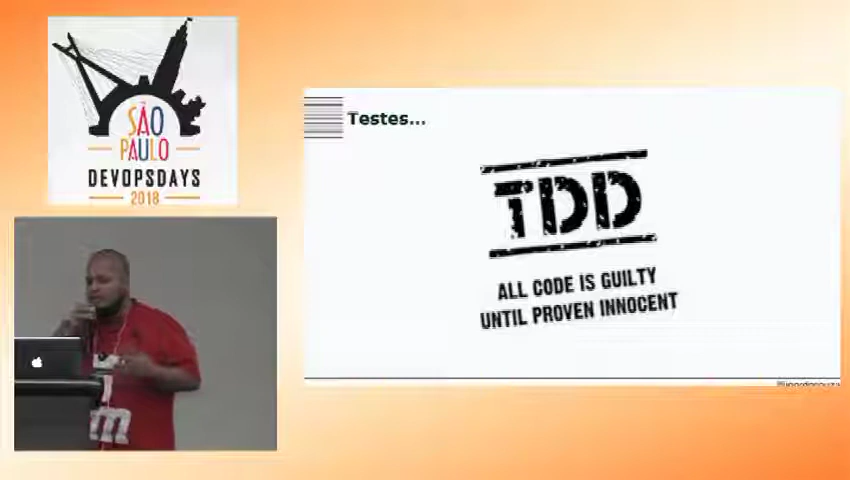 SÃO
PAULO
DEVOPSDAYS
2018
Testes...
TDD
ALL CODE IS GUILTY
UNTIL PROVEN INNOCENT
m